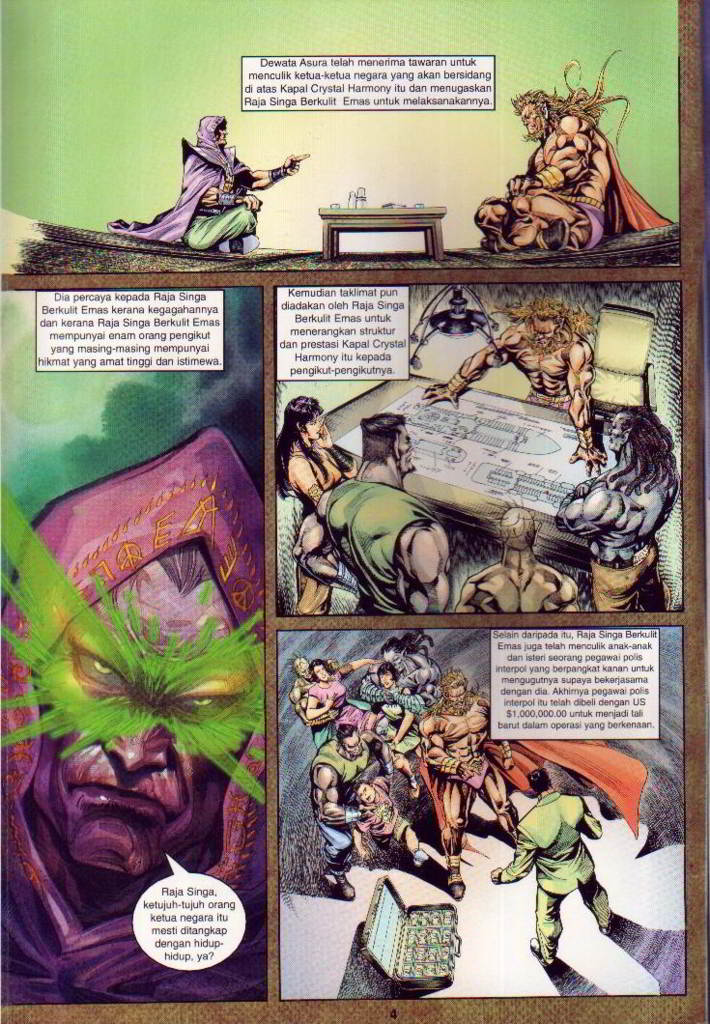 Dewata Asura telah menerima tawaran untuk
menculik ketua-ketua negara yang akan bersidang
di atas Kapal Crystal Harmony itu dan menugaskan
Raja Singa Berkulit Emas untuk melaksanakannya.
Dia percaya kepada Raja Singa
Berkulit Emas kerana kegagahannya
dan kerana Raja Singa Berkulit Emas
mempunyai enam orang pengikut
yang masing-masing mempunyai
hikmat yang amat tinggi dan istimewa.
Raja Singa,
ketujuh-tujuh orang
ketua negara itu
mesti ditangkap
dengan hidup-
hidup, ya?
Kemudian taklimat pun
diadakan oleh Raja Singa
Berkulit Emas untuk
menerangkan struktur
dan prestasi Kapal Crystal
Harmony itu kepada
pengikut-pengikutnya.
Selain daripada itu, Raja Singa Berkulit
Emas juga telah menculik anak-anak
dan isteri seorang pegawai polis
interpol yang berpangkat kanan untuk
mengugutnya supaya bekerjasama
dengan dia. Akhirnya pegawai polis
interpol itu telah dibeli dengan US
$1,000,000.00 untuk menjadi tali
barut dalam operasi yang berkenaan.
4